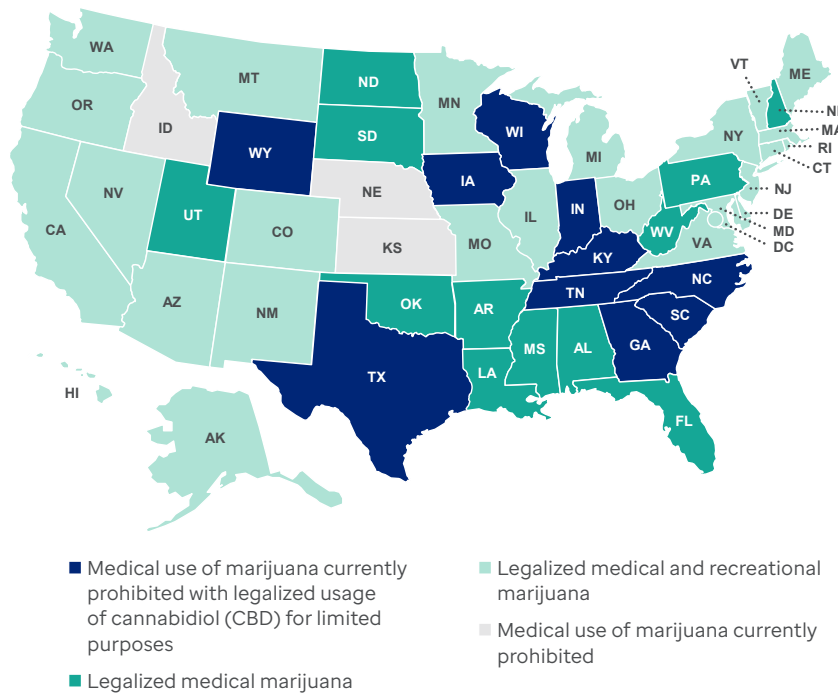 WA
MT
ND
MN
VT
ME
OR
ID
SD
WI
NY
MA
WY
MI
RI
CT
IA
PA
NE
NV
NJ
UT
IL
IN
OH
DE
CA
CO
WV
MD
KS
MO
VA
DC
KY
NC
TN
AZ
NM
OK
AR
SC
MS
AL
GA
TX
LA
HI
FL
AK
Medical use of marijuana currently
prohibited with legalized usage
of cannabidiol (CBD) for limited
purposes
Legalized medical marijuana
Legalized medical and recreational
marijuana
Medical use of marijuana currently
prohibited